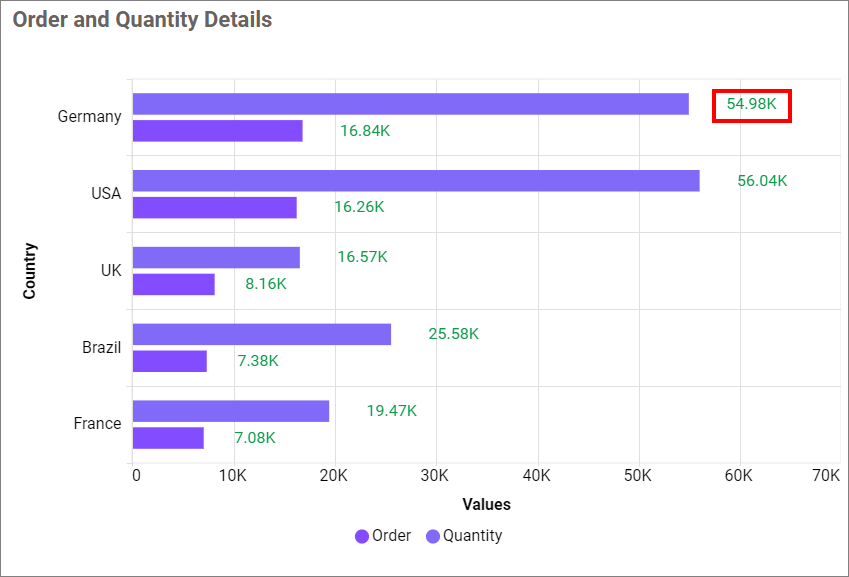 Order and Quantity Details
Country
Germany
54.98K
16.84K
USA
56.04K
16.26K
UK
16.57K
8.16K
Brazil
25.58K
7.38K
France
19.47K
7.08K
0 10K 20K 30K 40K 50K 60K 70K
Values
Order Quantity